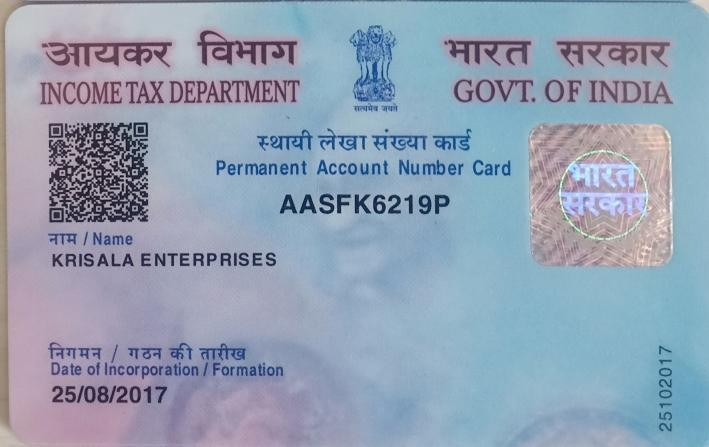 आयकर विभाग
INCOME TAX DEPARTMENT
सत्यमेव जयते
भारत सरकार
GOVT. OF INDIA
स्थायी लेखा संख्या कार्ड
Permanent Account Number Card
AASFK6219P
भारत
सरकार
नाम / Name
KRISALA ENTERPRISES
निगमन / गठन की तारीख
Date of Incorporation / Formation
25/08/2017
25102017